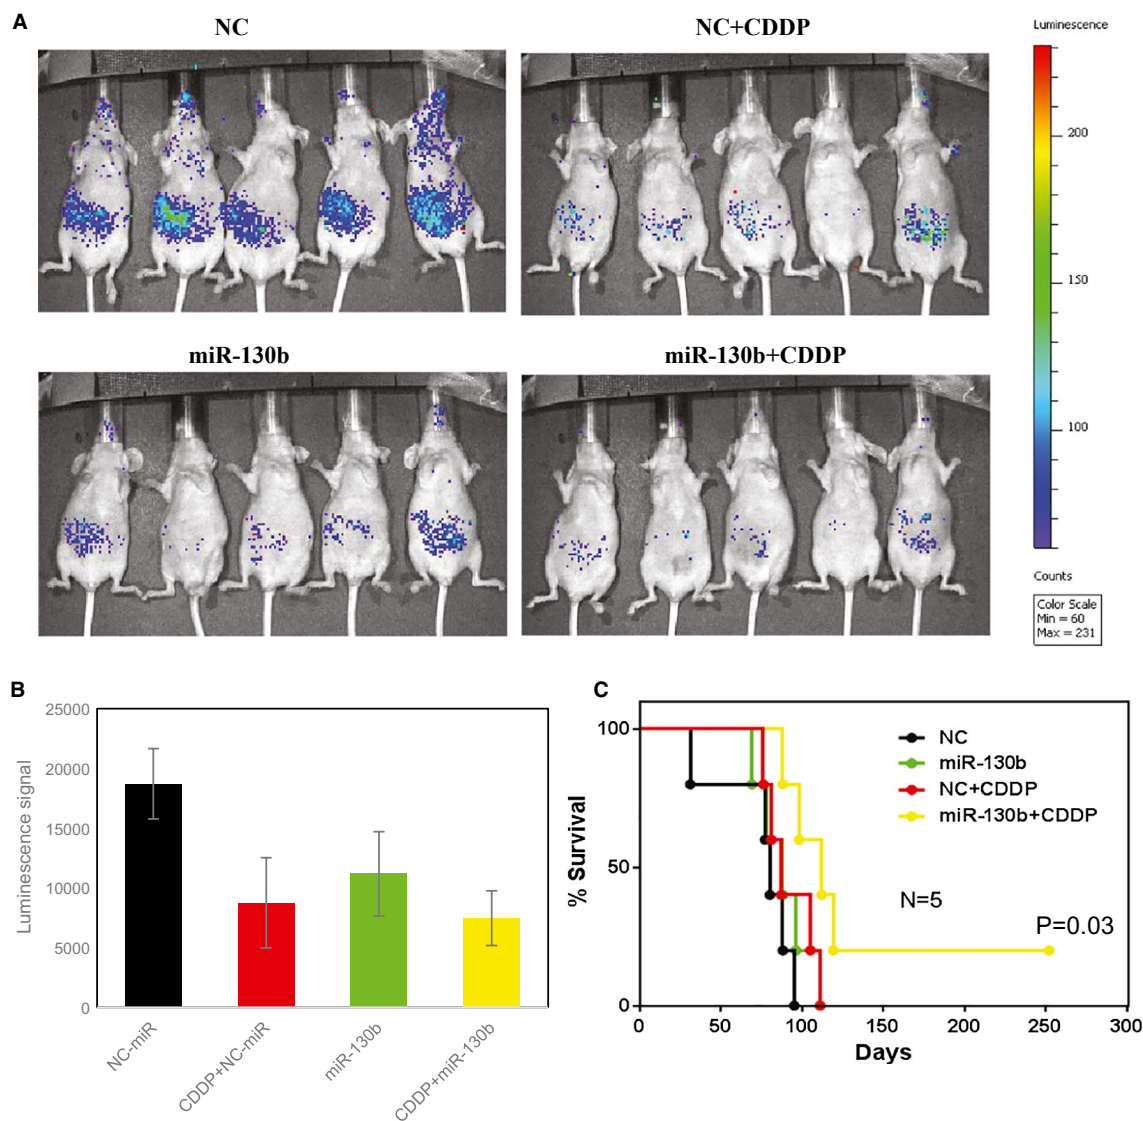 A
NC
NC+CDDP
miR-130b
miR-130b+CDDP
Luminescence
200
150
100
Counts
Color Scale
Min = 60
Max = 231
B
25000
20000
15000
10000
5000
0
Luminescence signal
NC-miR
CDDP+NC-miR
miR-130b
CDDP+miR-130b
C
100
50
0
% Survival
NC
miR-130b
NC+CDDP
miR-130b+CDDP
N=5
P=0.03
0
50
100
150
200
250
300
Days